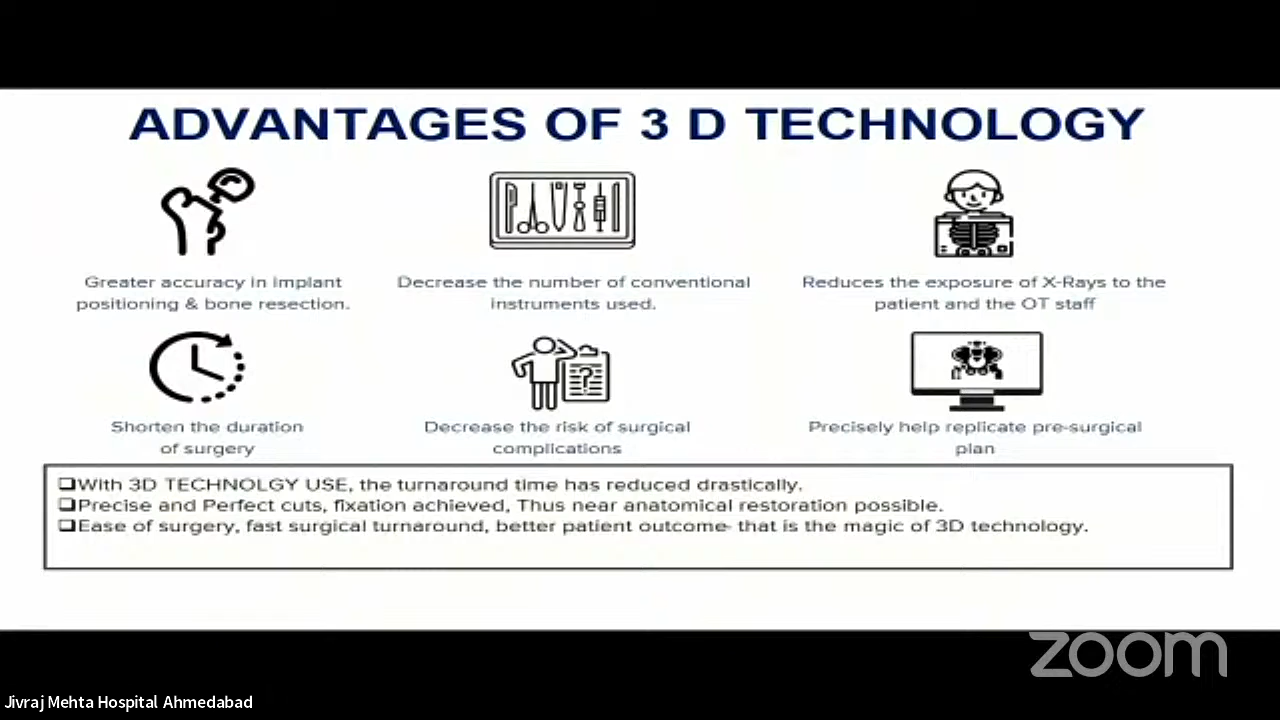 ADVANTAGES OF 3 D TECHNOLOGY
Greater accuracy in implant
positioning & bone resection.
Decrease the number of conventional
instruments used.
Reduces the exposure of X-Rays to the
patient and the OT staff
Shorten the duration
of surgery
?
Decrease the risk of surgical
complications
Precisely help replicate pre-surgical
plan
❑With 3D TECHNOLGY USE, the turnaround time has reduced drastically.
❑Precise and Perfect cuts, fixation achieved, Thus near anatomical restoration possible.
❑Ease of surgery, fast surgical turnaround, better patient outcome- that is the magic of 3D technology.
zoom
Jivraj Mehta Hospital Ahmedabad